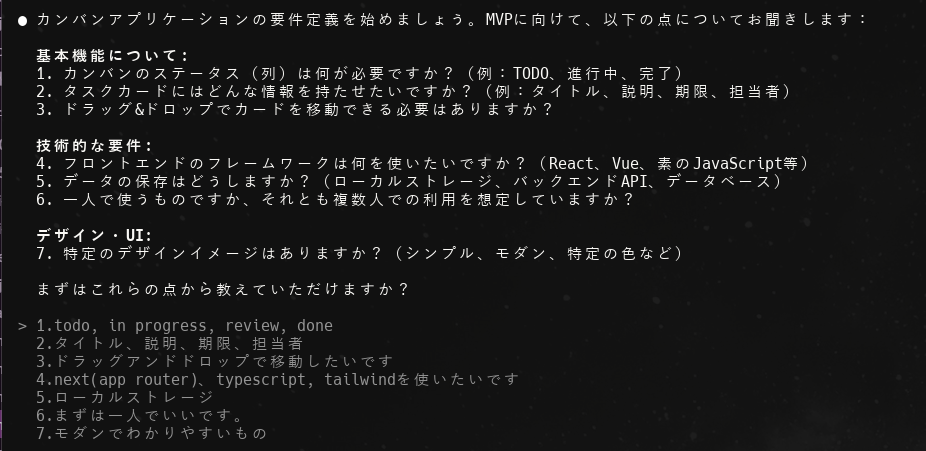 ● カンバンアプリケーションの要件定義を始めましょう。MVPに向けて、以下の点についてお聞きします：
基本機能について:
1. カンバンのステータス（列）は何が必要ですか？（例：TODO、進行中、完了）
2. タスクカードにはどんな情報を持たせたいですか？（例：タイトル、説明、期限、担当者）
3. ドラッグ&ドロップでカードを移動できる必要はありますか？
技術的な要件:
4. フロントエンドのフレームワークは何を使いたいですか？（React、Vue、素のJavaScript等）
5. データの保存はどうしますか？（ローカルストレージ、バックエンドAPI、データベース）
6. 一人で使うものですか、それとも複数人での利用を想定していますか？
デザイン・UI:
7. 特定のデザインイメージはありますか？（シンプル、モダン、特定の色など）
まずはこれらの点から教えていただけますか？
> 1.todo, in progress, review, done
2.タイトル、説明、期限、担当者
3.ドラッグアンドドロップで移動したいです
4.next(app router)、typescript, tailwindを使いたいです
5.ローカルストレージ
6.まずは一人でいいです。
7.モダンでわかりやすいもの